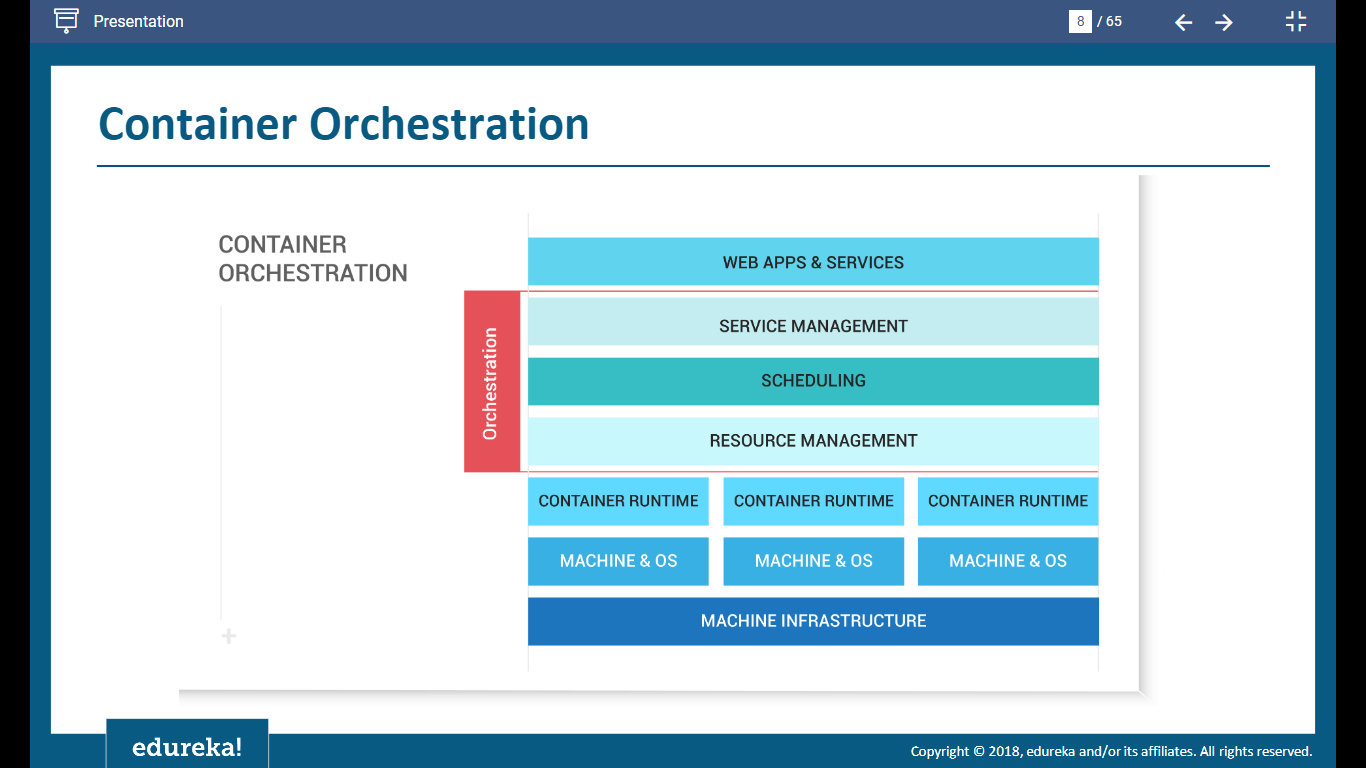 Presentation
8 / 65
Container Orchestration
CONTAINER
ORCHESTRATION
WEB APPS & SERVICES
Orchestration
SERVICE MANAGEMENT
SCHEDULING
RESOURCE MANAGEMENT
CONTAINER RUNTIME CONTAINER RUNTIME CONTAINER RUNTIME
MACHINE & OS MACHINE & OS MACHINE & OS
MACHINE INFRASTRUCTURE
edureka!
Copyright © 2018, edureka and/or its affiliates. All rights reserved.